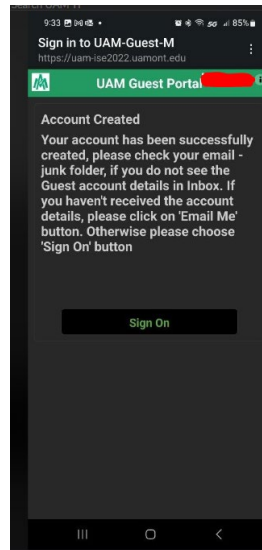 9:33
5G
85%
Sign in to UAM-Guest-M
https://uam-ise2022.uamont.edu
UAM Guest Portal
Account Created
Your account has been successfully
created, please check your email -
junk folder, if you do not see the
Guest account details in Inbox. If
you haven't received the account
details, please click on 'Email Me'
button. Otherwise please choose
'Sign On' button
Sign On